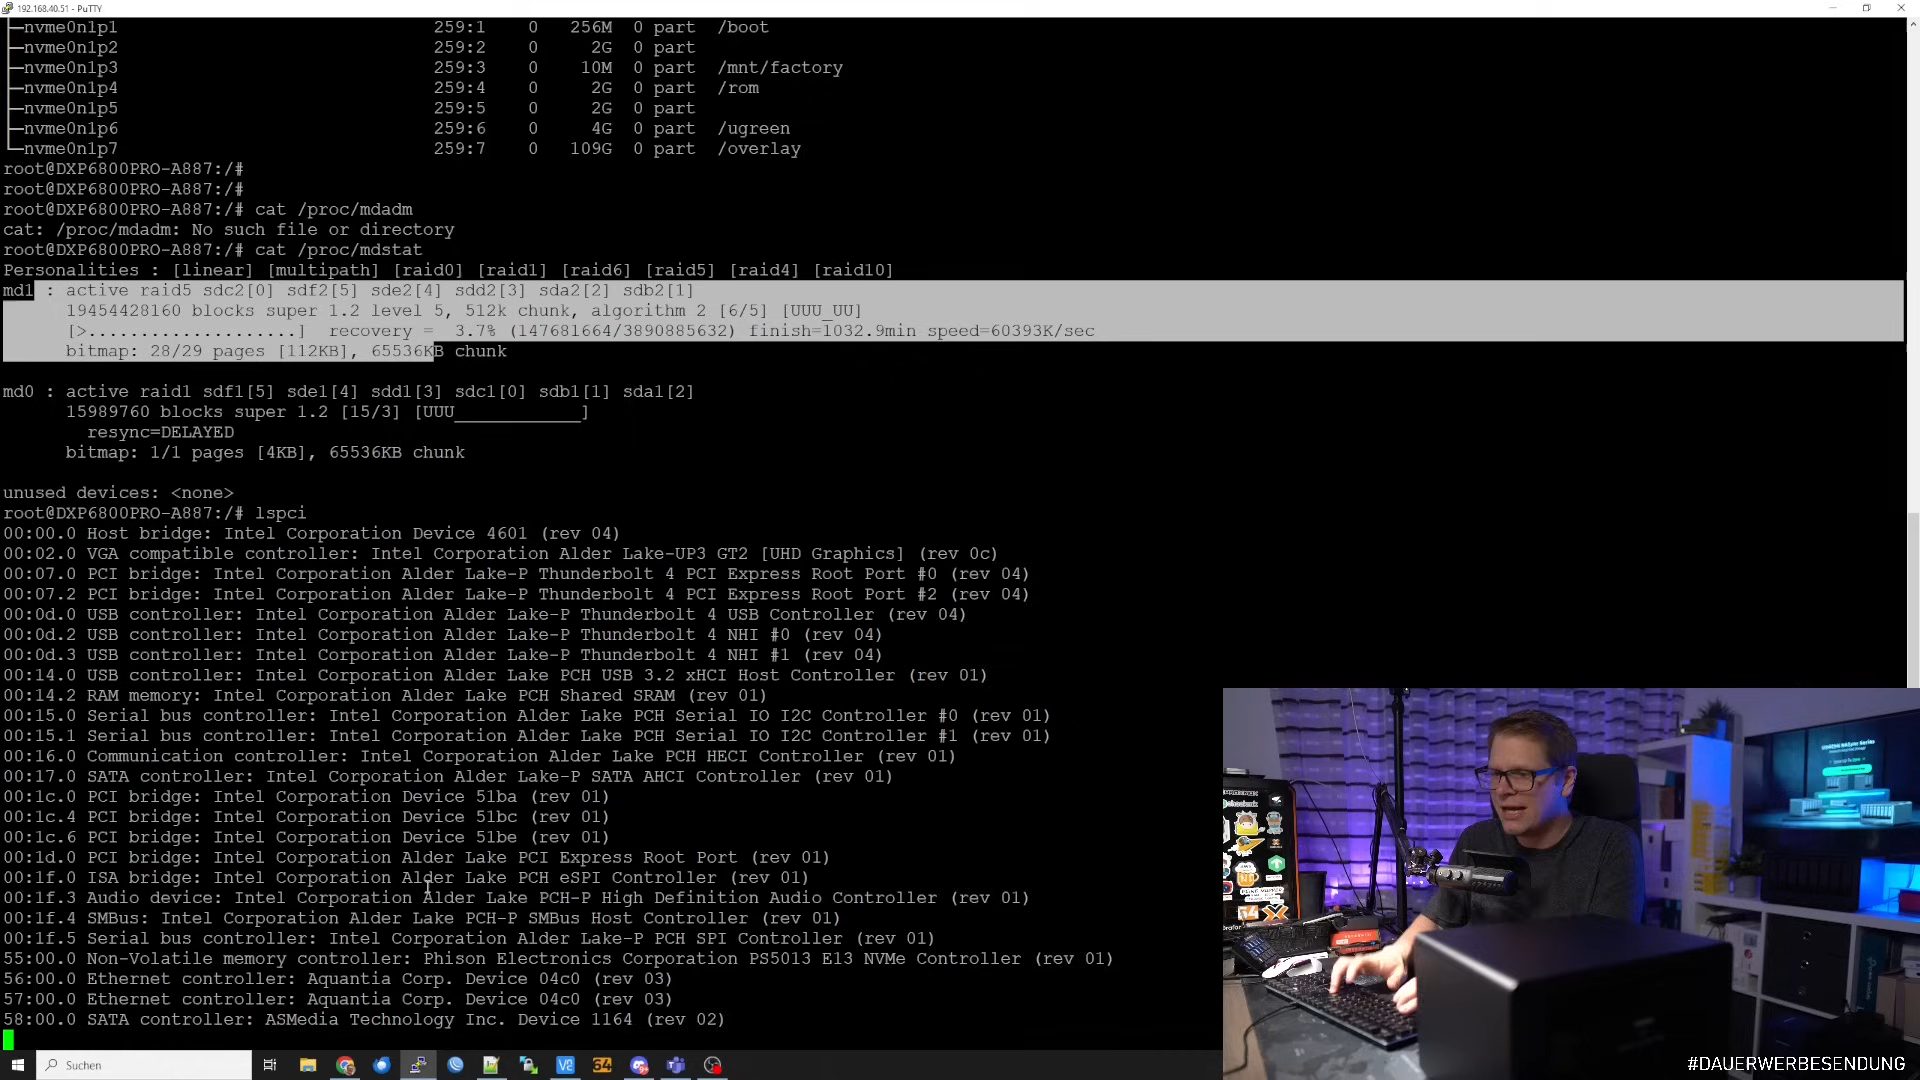 192.168.40.51 - PuTTY
├─nvme0n1p1 259:1 0 256M 0 part /boot
├─nvme0n1p2 259:2 0 2G 0 part
├─nvme0n1p3 259:3 0 10M 0 part /mnt/factory
├─nvme0n1p4 259:4 0 2G 0 part /rom
├─nvme0n1p5 259:5 0 2G 0 part
├─nvme0n1p6 259:6 0 4G 0 part /ugreen
└─nvme0n1p7 259:7 0 109G 0 part /overlay
root@DXP6800PRO-A887:/#
root@DXP6800PRO-A887:/#
root@DXP6800PRO-A887:/# cat /proc/mdadm
cat: /proc/mdadm: No such file or directory
root@DXP6800PRO-A887:/# cat /proc/mdstat
Personalities : [linear] [multipath] [raid0] [raid1] [raid6] [raid5] [raid4] [raid10]
md1 : active raid5 sdc2[0] sdf2[5] sde2[4] sdd2[3] sda2[2] sdb2[1]
19454428160 blocks super 1.2 level 5, 512k chunk, algorithm 2 [6/5] [UUU_UU]
[>....................] recovery = 3.7% (147681664/3890885632) finish=1032.9min speed=60393K/sec
bitmap: 28/29 pages [112KB], 65536KB chunk
md0 : active raid1 sdf1[5] sde1[4] sdd1[3] sdc1[0] sdb1[1] sda1[2]
15989760 blocks super 1.2 [15/3] [UUU____________]
resync=DELAYED
bitmap: 1/1 pages [4KB], 65536KB chunk
unused devices: <none>
root@DXP6800PRO-A887:/# lspci
00:00.0 Host bridge: Intel Corporation Device 4601 (rev 04)
00:02.0 VGA compatible controller: Intel Corporation Alder Lake-UP3 GT2 [UHD Graphics] (rev 0c)
00:07.0 PCI bridge: Intel Corporation Alder Lake-P Thunderbolt 4 PCI Express Root Port #0 (rev 04)
00:07.2 PCI bridge: Intel Corporation Alder Lake-P Thunderbolt 4 PCI Express Root Port #2 (rev 04)
00:0d.0 USB controller: Intel Corporation Alder Lake-P Thunderbolt 4 USB Controller (rev 04)
00:0d.2 USB controller: Intel Corporation Alder Lake-P Thunderbolt 4 NHI #0 (rev 04)
00:0d.3 USB controller: Intel Corporation Alder Lake-P Thunderbolt 4 NHI #1 (rev 04)
00:14.0 USB controller: Intel Corporation Alder Lake PCH USB 3.2 xHCI Host Controller (rev 01)
00:14.2 RAM memory: Intel Corporation Alder Lake PCH Shared SRAM (rev 01)
00:15.0 Serial bus controller: Intel Corporation Alder Lake PCH Serial IO I2C Controller #0 (rev 01)
00:15.1 Serial bus controller: Intel Corporation Alder Lake PCH Serial IO I2C Controller #1 (rev 01)
00:16.0 Communication controller: Intel Corporation Alder Lake PCH HECI Controller (rev 01)
00:17.0 SATA controller: Intel Corporation Alder Lake-P SATA AHCI Controller (rev 01)
00:1c.0 PCI bridge: Intel Corporation Device 51ba (rev 01)
00:1c.4 PCI bridge: Intel Corporation Device 51bc (rev 01)
00:1c.6 PCI bridge: Intel Corporation Device 51be (rev 01)
00:1d.0 PCI bridge: Intel Corporation Alder Lake PCI Express Root Port (rev 01)
00:1f.0 ISA bridge: Intel Corporation Alder Lake PCH eSPI Controller (rev 01)
00:1f.3 Audio device: Intel Corporation Alder Lake PCH-P High Definition Audio Controller (rev 01)
00:1f.4 SMBus: Intel Corporation Alder Lake PCH-P SMBus Host Controller (rev 01)
00:1f.5 Serial bus controller: Intel Corporation Alder Lake-P PCH SPI Controller (rev 01)
55:00.0 Non-Volatile memory controller: Phison Electronics Corporation PS5013 E13 NVMe Controller (rev 01)
56:00.0 Ethernet controller: Aquantia Corp. Device 04c0 (rev 03)
57:00.0 Ethernet controller: Aquantia Corp. Device 04c0 (rev 03)
58:00.0 SATA controller: ASMedia Technology Inc. Device 1164 (rev 02)
Suchen
#DAUERWERBESENDUNG